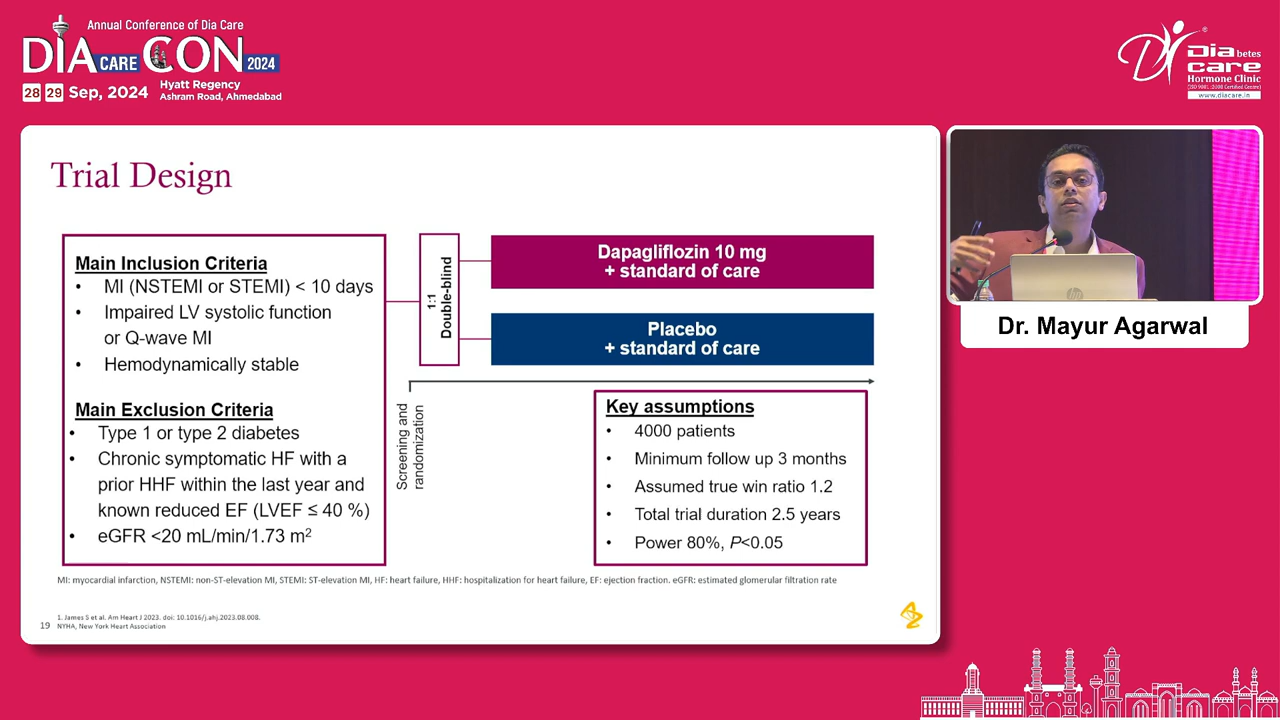 Annual Conference of Dia Care
DIA CARE CON 2024
28 29 Sep, 2024
Hyatt Regency
Ashram Road, Ahmedabad
Dia betes
care
Hormone Clinic
(ISO 9001:2008 Certified Centre)
www.diacare.in
Trial Design
Main Inclusion Criteria
• MI (NSTEMI or STEMI) < 10 days
• Impaired LV systolic function
or Q-wave MI
• Hemodynamically stable
Main Exclusion Criteria
• Type 1 or type 2 diabetes
• Chronic symptomatic HF with a
prior HHF within the last year and
known reduced EF (LVEF ≤ 40 %)
• eGFR <20 mL/min/1.73 m²
1:1
Double-blind
Dapagliflozin 10 mg
+ standard of care
Placebo
+ standard of care
Screening and
randomization
Key assumptions
• 4000 patients
• Minimum follow up 3 months
• Assumed true win ratio 1.2
• Total trial duration 2.5 years
• Power 80%, P<0.05
MI: myocardial infarction, NSTEMI: non-ST-elevation MI, STEMI: ST-elevation MI, HF: heart failure, HHF: hospitalization for heart failure, EF: ejection fraction. eGFR: estimated glomerular filtration rate
1. James S et al. Am Heart J 2023. doi: 10.1016/j.ahj.2023.08.008.
19 NYHA, New York Heart Association
hp
Dr. Mayur Agarwal